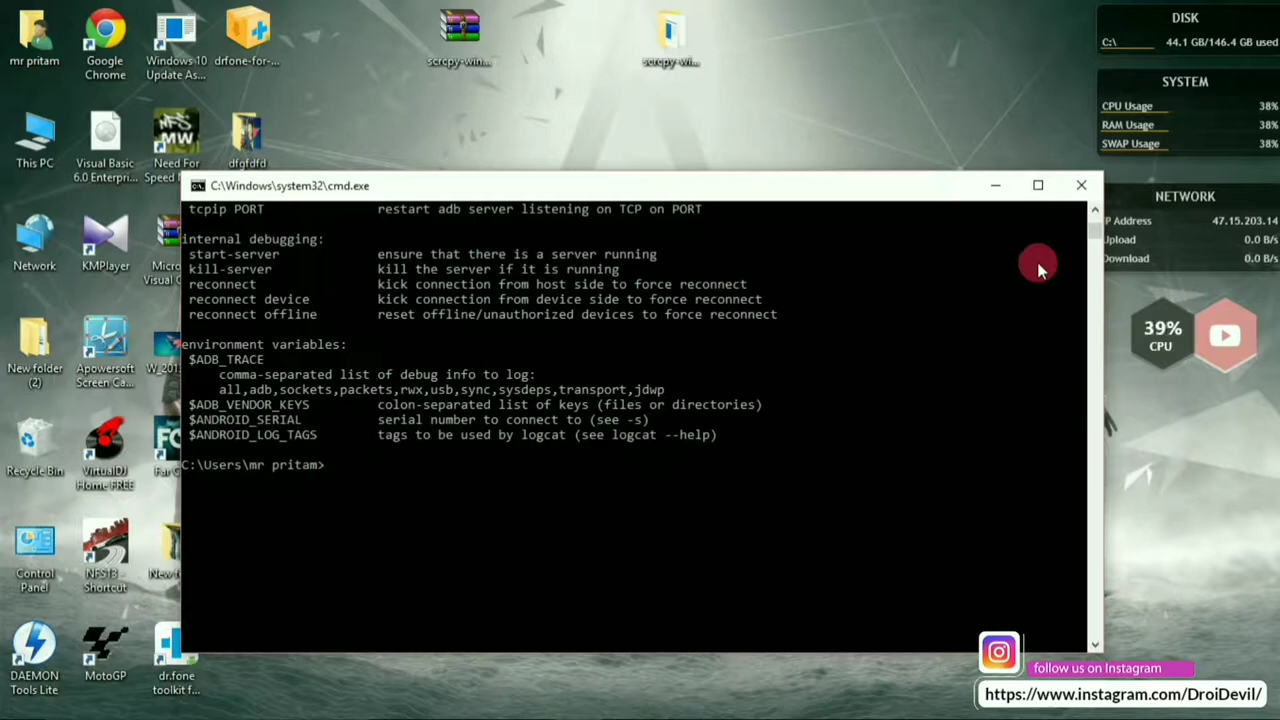 mr pritam
Google
Chrome
Windows 10
Update As...
drfone-for-...
scrcpy-win...
scrcpy-wi...
DISK
C:\ 44.1 GB/146.4 GB used
SYSTEM
CPU Usage 38%
RAM Usage 38%
SWAP Usage 38%
This PC
Visual Basic
6.0 Enterpri...
NFS
MW
Need For
Speed
dfgfdfd
NETWORK
IP Address 47.15.203.14
Upload 0.0 B/s
Download 0.0 B/s
39%
CPU
Network
KMPlayer
Micro
Visual C
New folder
(2)
Apowersoft
Screen Ca...
W_201
Recycle Bin
VirtualDJ
Home FREE
FC
Far C
Control
Panel
NFS13 -
Shortcut
New f
DAEMON
Tools Lite
MotoGP
dr.fone
toolkit f...
C:\Windows\system32\cmd.exe
tcpip PORT restart adb server listening on TCP on PORT
internal debugging:
start-server ensure that there is a server running
kill-server kill the server if it is running
reconnect kick connection from host side to force reconnect
reconnect device kick connection from device side to force reconnect
reconnect offline reset offline/unauthorized devices to force reconnect
environment variables:
$ADB_TRACE
comma-separated list of debug info to log:
all,adb,sockets,packets,rwx,usb,sync,sysdeps,transport,jdwp
$ADB_VENDOR_KEYS colon-separated list of keys (files or directories)
$ANDROID_SERIAL serial number to connect to (see -s)
$ANDROID_LOG_TAGS tags to be used by logcat (see logcat --help)
C:\Users\mr pritam>
follow us on Instagram
https://www.instagram.com/DroiDevil/